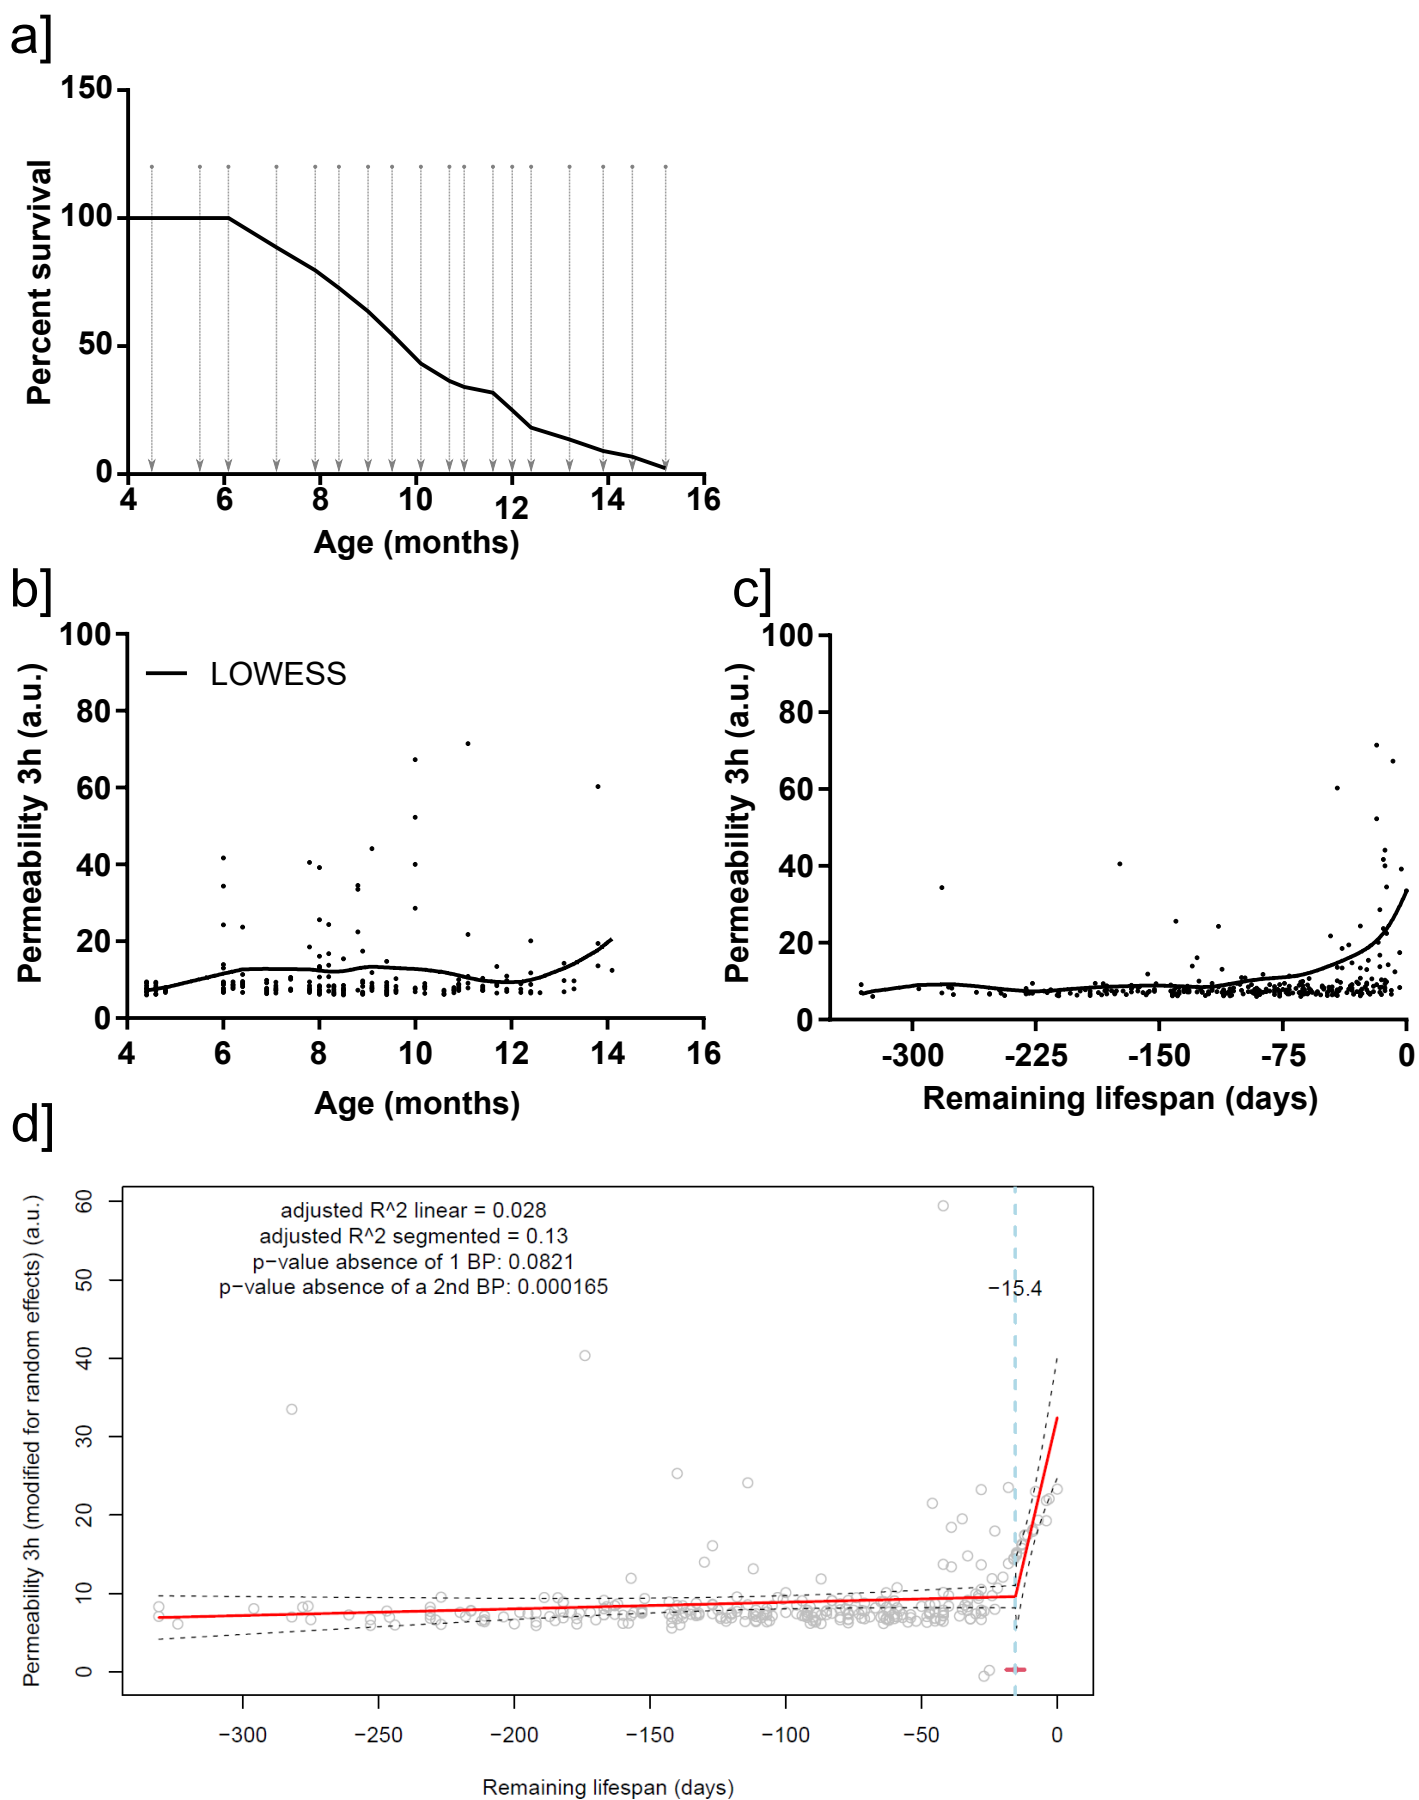 a]
Percent survival
150
100
50
0
4 6 8 10 12 14 16
Age (months)
b]
Permeability 3h (a.u.)
100
80
60
40
20
0
LOWESS
4 6 8 10 12 14 16
Age (months)
c]
Permeability 3h (a.u.)
100
80
60
40
20
0
-300 -225 -150 -75 0
Remaining lifespan (days)
d]
Permeability 3h (modified for random effects) (a.u.)
60
50
40
30
20
10
0
adjusted R^2 linear = 0.028
adjusted R^2 segmented = 0.13
p−value absence of 1 BP: 0.0821
p−value absence of a 2nd BP: 0.000165
−15.4
−300 −250 −200 −150 −100 −50 0
Remaining lifespan (days)